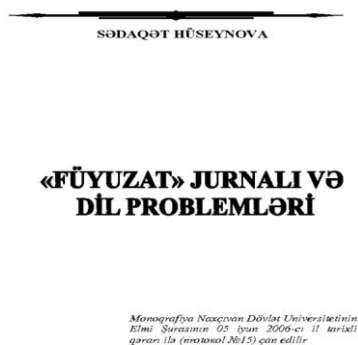 SƏDAQƏT HÜSEYNOVA
«FÜYUZAT» JURNALI VƏ
DİL PROBLEMLƏRİ
Monoqrafiya Naxçıvan Dövlət Universitetinin
Elmi Şurasının 05 iyun 2006-cı il tarixli
qərarı ilə (protokol №15) çap edilir